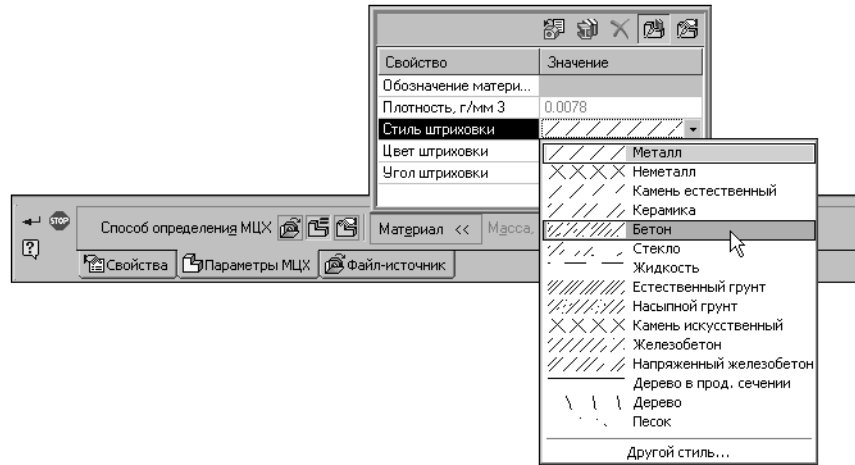 Свойство Значение
Обозначение матери...
Плотность, г/мм 3 0.0078
Стиль штриховки
Цвет штриховки
Угол штриховки
Металл
Неметалл
Камень естественный
Керамика
Бетон
Стекло
Жидкость
Естественный грунт
Насыпной грунт
Камень искусственный
Железобетон
Напряженный железобетон
Дерево в прод. сечении
Дерево
Песок
Другой стиль...
STOP Способ определения МЦХ Материал << Масса,
Свойства Параметры МЦХ Файл-источник